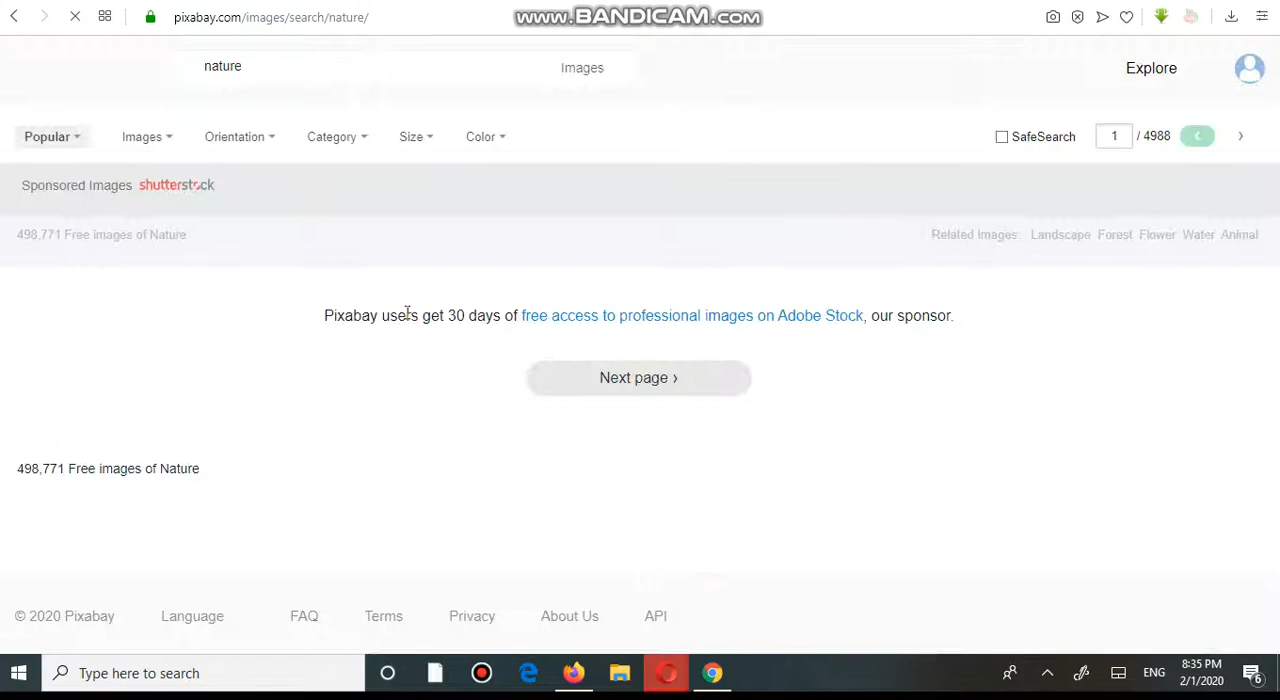 pixabay.com/images/search/nature/
www.BANDICAM.com
nature
Images
Explore
Popular
Images
Orientation
Category
Size
Color
SafeSearch
1
/ 4988
Sponsored Images shutterstock
498,771 Free images of Nature
Related Images: Landscape Forest Flower Water Animal
Pixabay users get 30 days of free access to professional images on Adobe Stock, our sponsor.
Next page ›
498,771 Free images of Nature
© 2020 Pixabay
Language
FAQ
Terms
Privacy
About Us
API
Type here to search
ENG
8:35 PM
2/1/2020
6